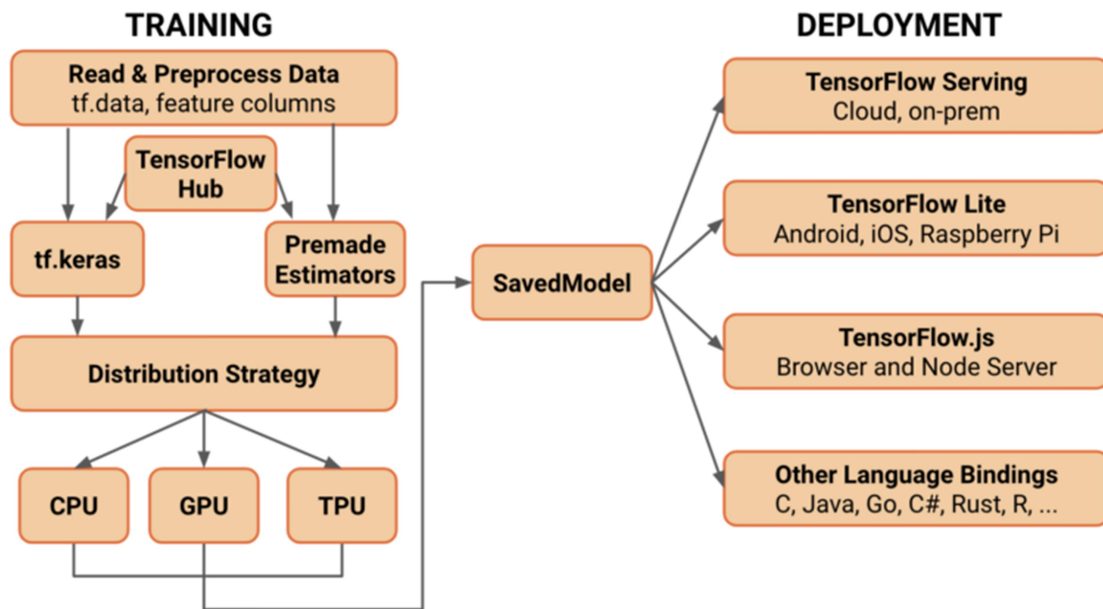 TRAINING
Read & Preprocess Data
tf.data, feature columns
TensorFlow
Hub
tf.keras
Premade
Estimators
Distribution Strategy
CPU
GPU
TPU
SavedModel
DEPLOYMENT
TensorFlow Serving
Cloud, on-prem
TensorFlow Lite
Android, iOS, Raspberry Pi
TensorFlow.js
Browser and Node Server
Other Language Bindings
C, Java, Go, C#, Rust, R, ...